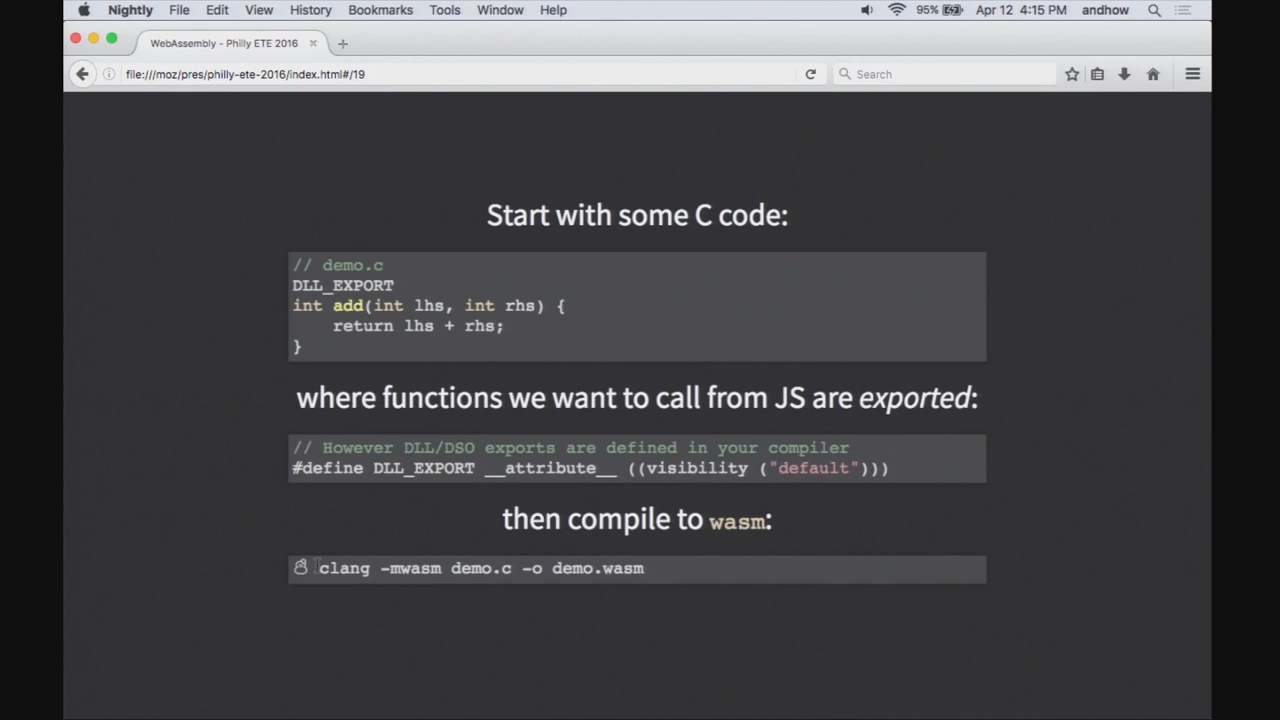 Nightly File Edit View History Bookmarks Tools Window Help 95% Apr 12 4:15 PM andhow
WebAssembly - Philly ETE 2016
file:///moz/pres/philly-ete-2016/index.html#/19 Search
Start with some C code:
// demo.c
DLL_EXPORT
int add(int lhs, int rhs) {
    return lhs + rhs;
}
where functions we want to call from JS are exported:
// However DLL/DSO exports are defined in your compiler
#define DLL_EXPORT __attribute__ ((visibility ("default")))
then compile to wasm:
☃ clang -mwasm demo.c -o demo.wasm